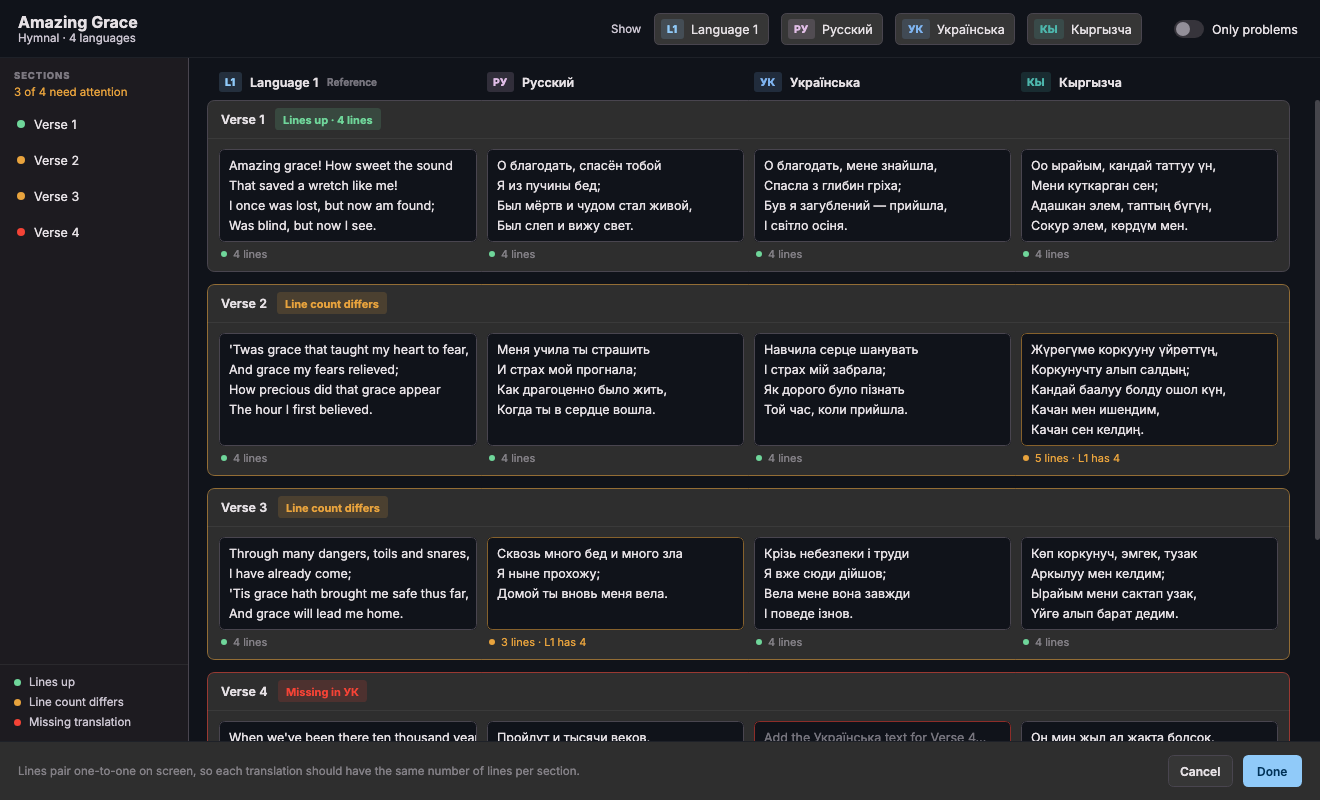 Amazing Grace
Hymnal · 4 languages
Show
L1 Language 1
РУ Русский
УК Українська
КЫ Кыргызча
Only problems
SECTIONS
3 of 4 need attention
Verse 1
Verse 2
Verse 3
Verse 4
Lines up
Line count differs
Missing translation
L1 Language 1 Reference
РУ Русский
УК Українська
КЫ Кыргызча
Verse 1 Lines up · 4 lines
Amazing grace! How sweet the sound
That saved a wretch like me!
I once was lost, but now am found;
Was blind, but now I see.
4 lines
О благодать, спасён тобой
Я из пучины бед;
Был мёртв и чудом стал живой,
Был слеп и вижу свет.
4 lines
О благодать, мене знайшла,
Спасла з глибин гріха;
Був я загублений — прийшла,
І світло осіня.
4 lines
Оо ырайым, кандай таттуу үн,
Мени куткарган сен;
Адашкан элем, таптың бүгүн,
Сокур элем, көрдүм мен.
4 lines
Verse 2 Line count differs
'Twas grace that taught my heart to fear,
And grace my fears relieved;
How precious did that grace appear
The hour I first believed.
4 lines
Меня учила ты страшить
И страх мой прогнала;
Как драгоценно было жить,
Когда ты в сердце вошла.
4 lines
Навчила серце шанувать
І страх мій забрала;
Як дорого було пізнать
Той час, коли прийшла.
4 lines
Жүрөгүмө коркууну үйрөттүң,
Коркунучту алып салдың;
Кандай баалуу болду ошол күн,
Качан мен ишендим,
Качан сен келдиң.
5 lines · L1 has 4
Verse 3 Line count differs
Through many dangers, toils and snares,
I have already come;
'Tis grace hath brought me safe thus far,
And grace will lead me home.
4 lines
Сквозь много бед и много зла
Я ныне прохожу;
Домой ты вновь меня вела.
3 lines · L1 has 4
Крізь небезпеки і труди
Я вже сюди дійшов;
Вела мене вона завжди
І поведе ізнов.
4 lines
Көп коркунуч, эмгек, тузак
Аркылуу мен келдим;
Ырайым мени сактап узак,
Үйгө алып барат дедим.
4 lines
Verse 4 Missing in УК
When we've been there ten thousand
Пройдут и тысячи веков,
Add the Українська text for Verse 4...
Он миң жыл ал жакта болсок,
Lines pair one-to-one on screen, so each translation should have the same number of lines per section.
Cancel
Done